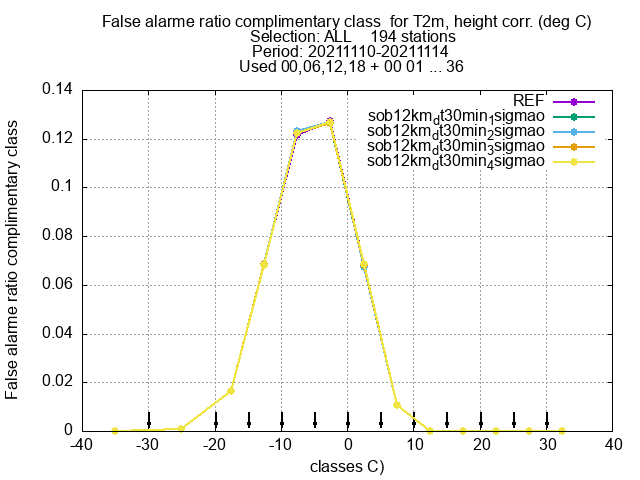 False alarme ratio complimentary class  for T2m, height corr. (deg C)
Selection: ALL    194 stations
Period: 20211110-20211114
Used 00,06,12,18 + 00 01 ... 36
False alarme ratio complimentary class
0.14
0.12
0.1
0.08
0.06
0.04
0.02
0
REF
sob12km_dt30min_1sigmao
sob12km_dt30min_2sigmao
sob12km_dt30min_3sigmao
sob12km_dt30min_4sigmao
-40 -30 -20 -10 0 10 20 30 40
classes C)